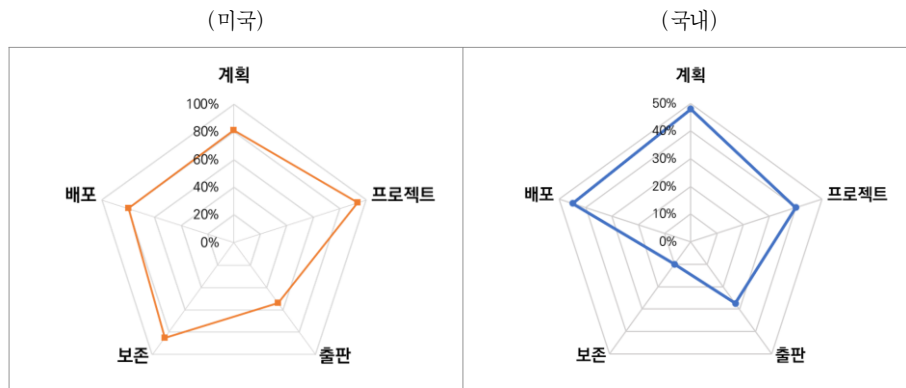 (미국)
계획
100%
80%
60%
40%
20%
0%
배포
프로젝트
보존
출판
(국내)
계획
50%
40%
30%
20%
10%
0%
배포
프로젝트
보존
출판